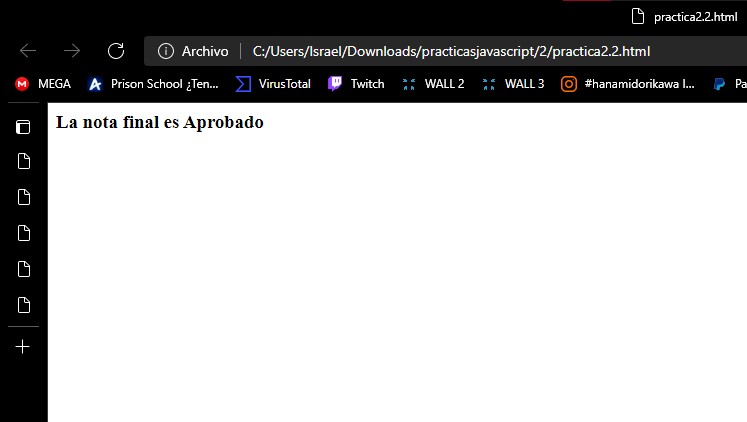 practica2.2.html
Archivo C:/Users/Israel/Downloads/practicasjavascript/2/practica2.2.html
MEGA Prison School ¿Ten... VirusTotal Twitch WALL 2 WALL 3 #hanamidorikawa I... Pa
La nota final es Aprobado